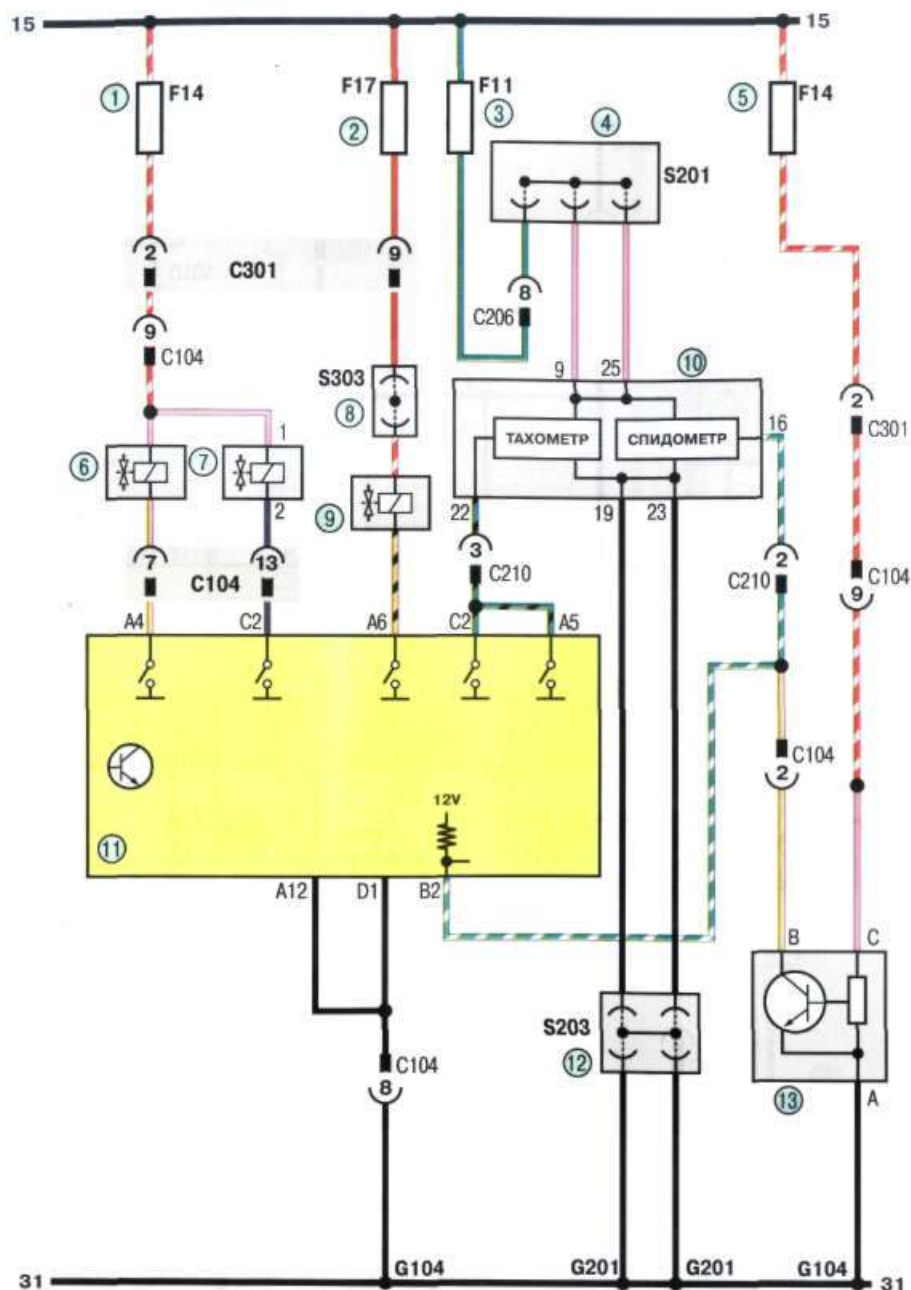 15 15
1 F14 F17 2 F11 3 4 5 F14
S201
2 C301 9
8
C206
9 C104
S303 8
9 25 10
2 C301
1
6 7
ТАХОМЕТР СПИДОМЕТР 16
2
9
22 19 23
7 C104 13
3 C210
C210 2
C104 9
A4 C2 A6 C2 A5
C104 2
12V
11
A12 D1 B2
B C
S203 12
C104 8
13 A
31 G104 G201 G201 G104 31